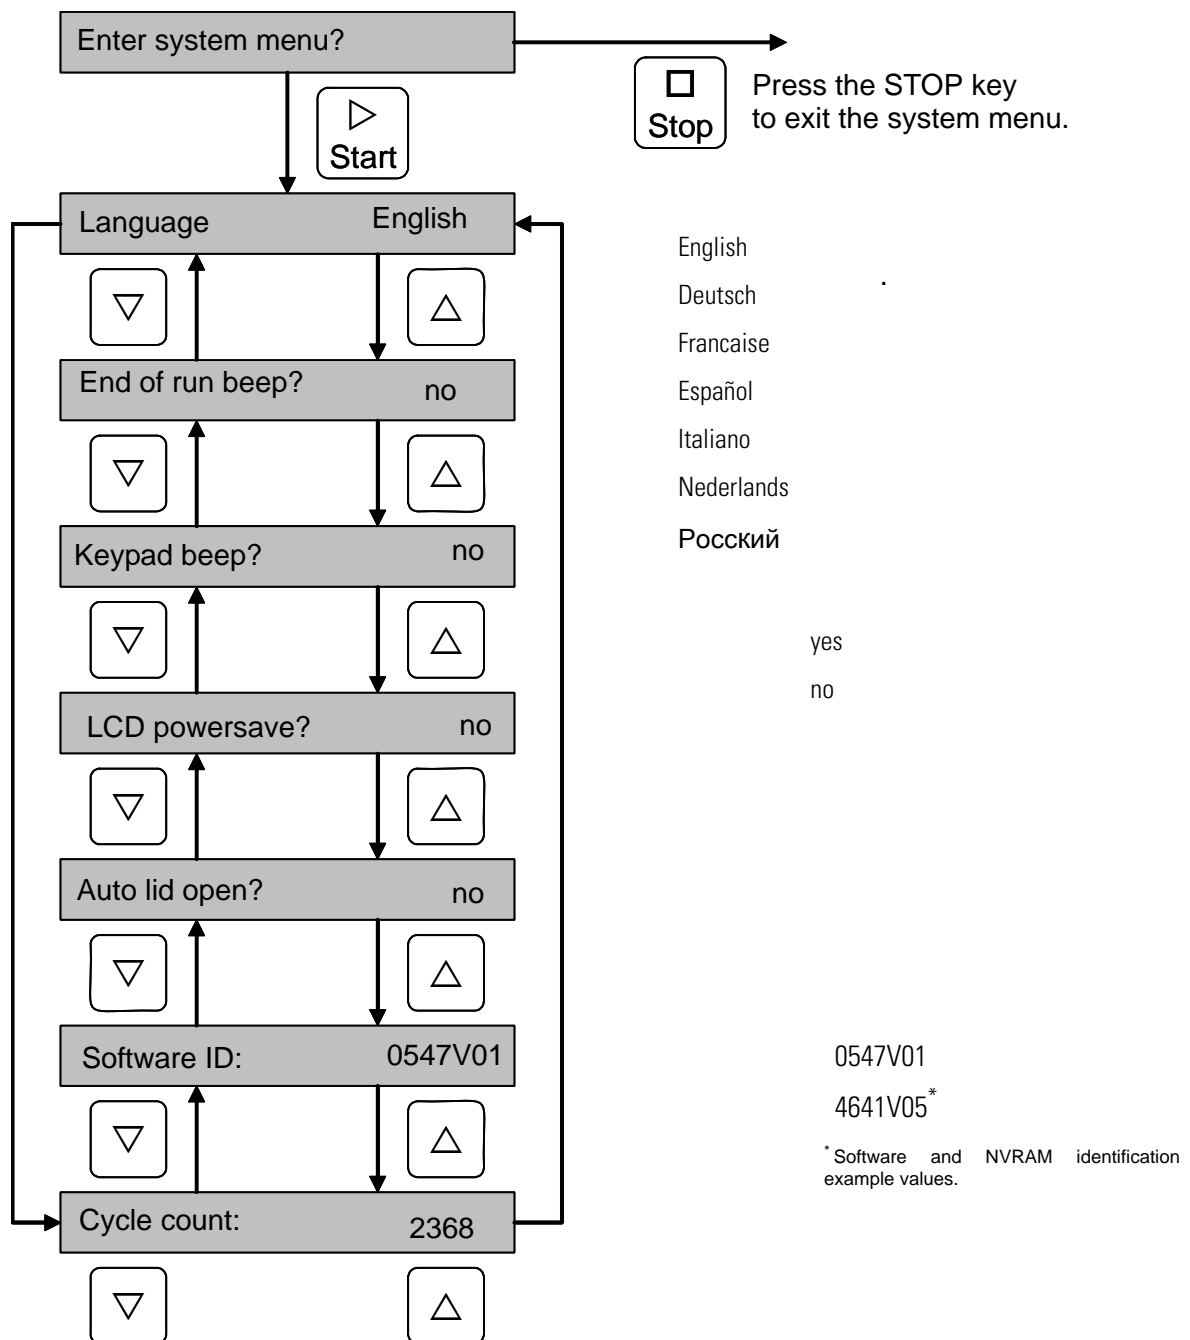 Enter system menu?
Start
Stop
Press the STOP key
to exit the system menu.
Language English
English
Deutsch
Francaise
Español
Italiano
Nederlands
Росский
End of run beep? no
Keypad beep? no
yes
no
LCD powersave? no
Auto lid open? no
Software ID: 0547V01
0547V01
4641V05*
* Software and NVRAM identification
example values.
Cycle count: 2368